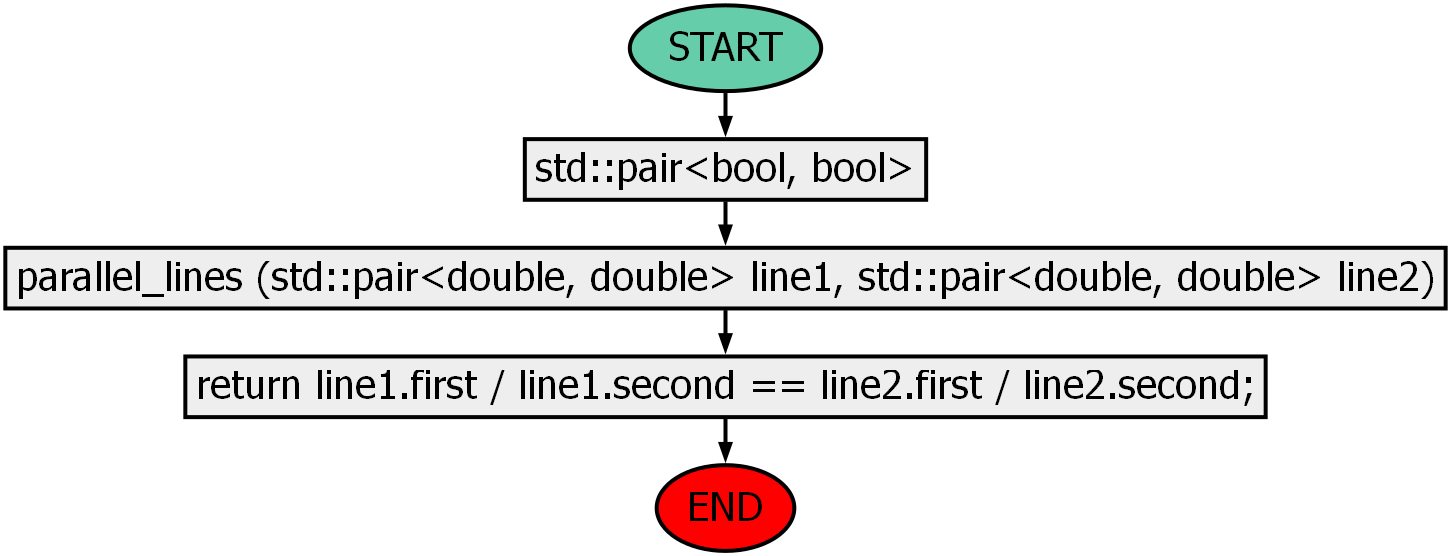 START
std::pair<bool, bool>
parallel_lines (std::pair<double, double> line1, std::pair<double, double> line2)
return line1.first / line1.second == line2.first / line2.second;
END